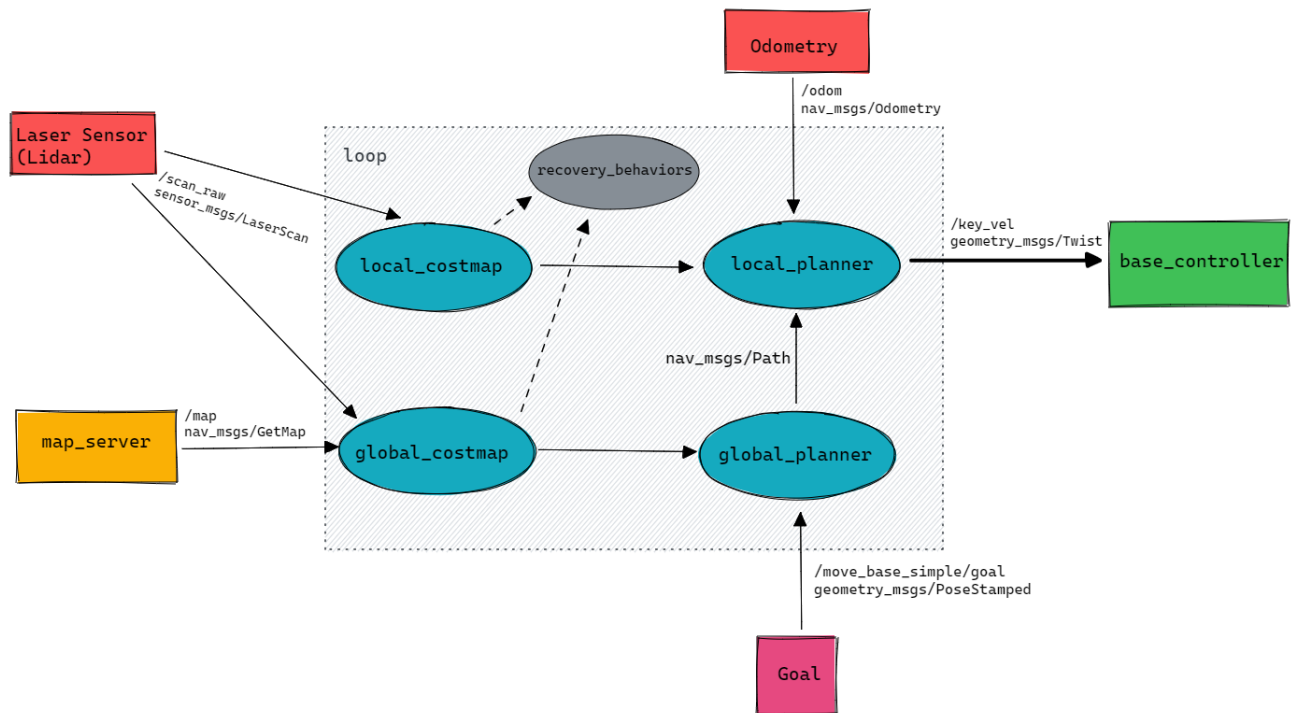 Odometry
/odom
nav_msgs/Odometry
Laser Sensor
(Lidar)
/scan_raw
sensor_msgs/LaserScan
loop
recovery_behaviors
local_costmap
local_planner
/key_vel
geometry_msgs/Twist
base_controller
nav_msgs/Path
map_server
/map
nav_msgs/GetMap
global_costmap
global_planner
/move_base_simple/goal
geometry_msgs/PoseStamped
Goal